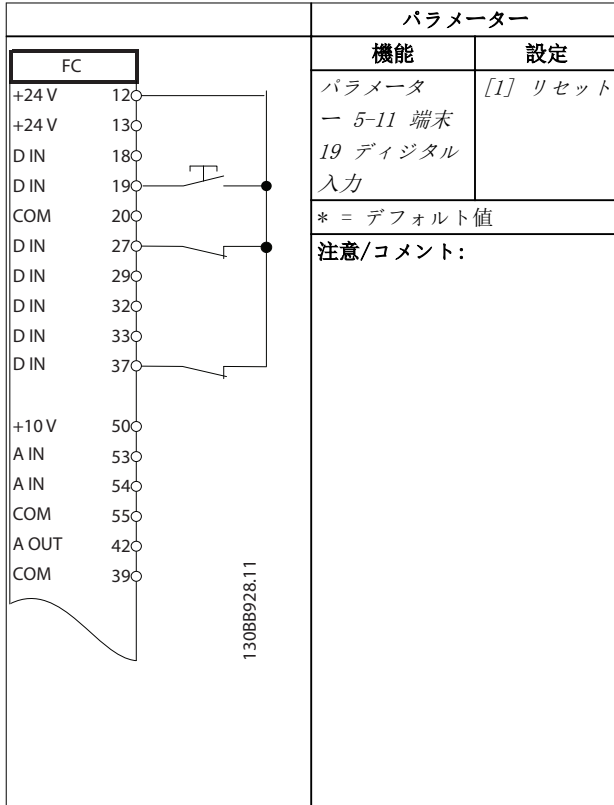 FC
+24 V 12
+24 V 13
D IN 18
D IN 19
COM 20
D IN 27
D IN 29
D IN 32
D IN 33
D IN 37
+10 V 50
A IN 53
A IN 54
COM 55
A OUT 42
COM 39
130BB928.11
パラメーター
機能 設定
パラメータ
ー 5-11 端末
19 ディジタル
入力
[1] リセット
* = デフォルト値
注意/コメント: